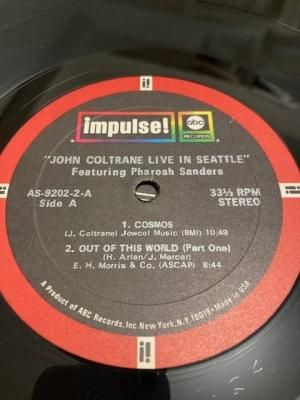 impulse! abc RECORDS
"JOHN COLTRANE LIVE IN SEATTLE"
Featuring Pharoah Sanders
AS-9202-2-A 33⅓ RPM
Side A STEREO
1. COSMOS
(J. Coltrane) Jowcol Music (BMI) 10:49
2. OUT OF THIS WORLD (Part One)
(H. Arlen/J. Mercer)
E. H. Morris & Co. (ASCAP) 8:44
A Product of ABC Records, Inc. New York, N.Y. 10019 • Made in USA